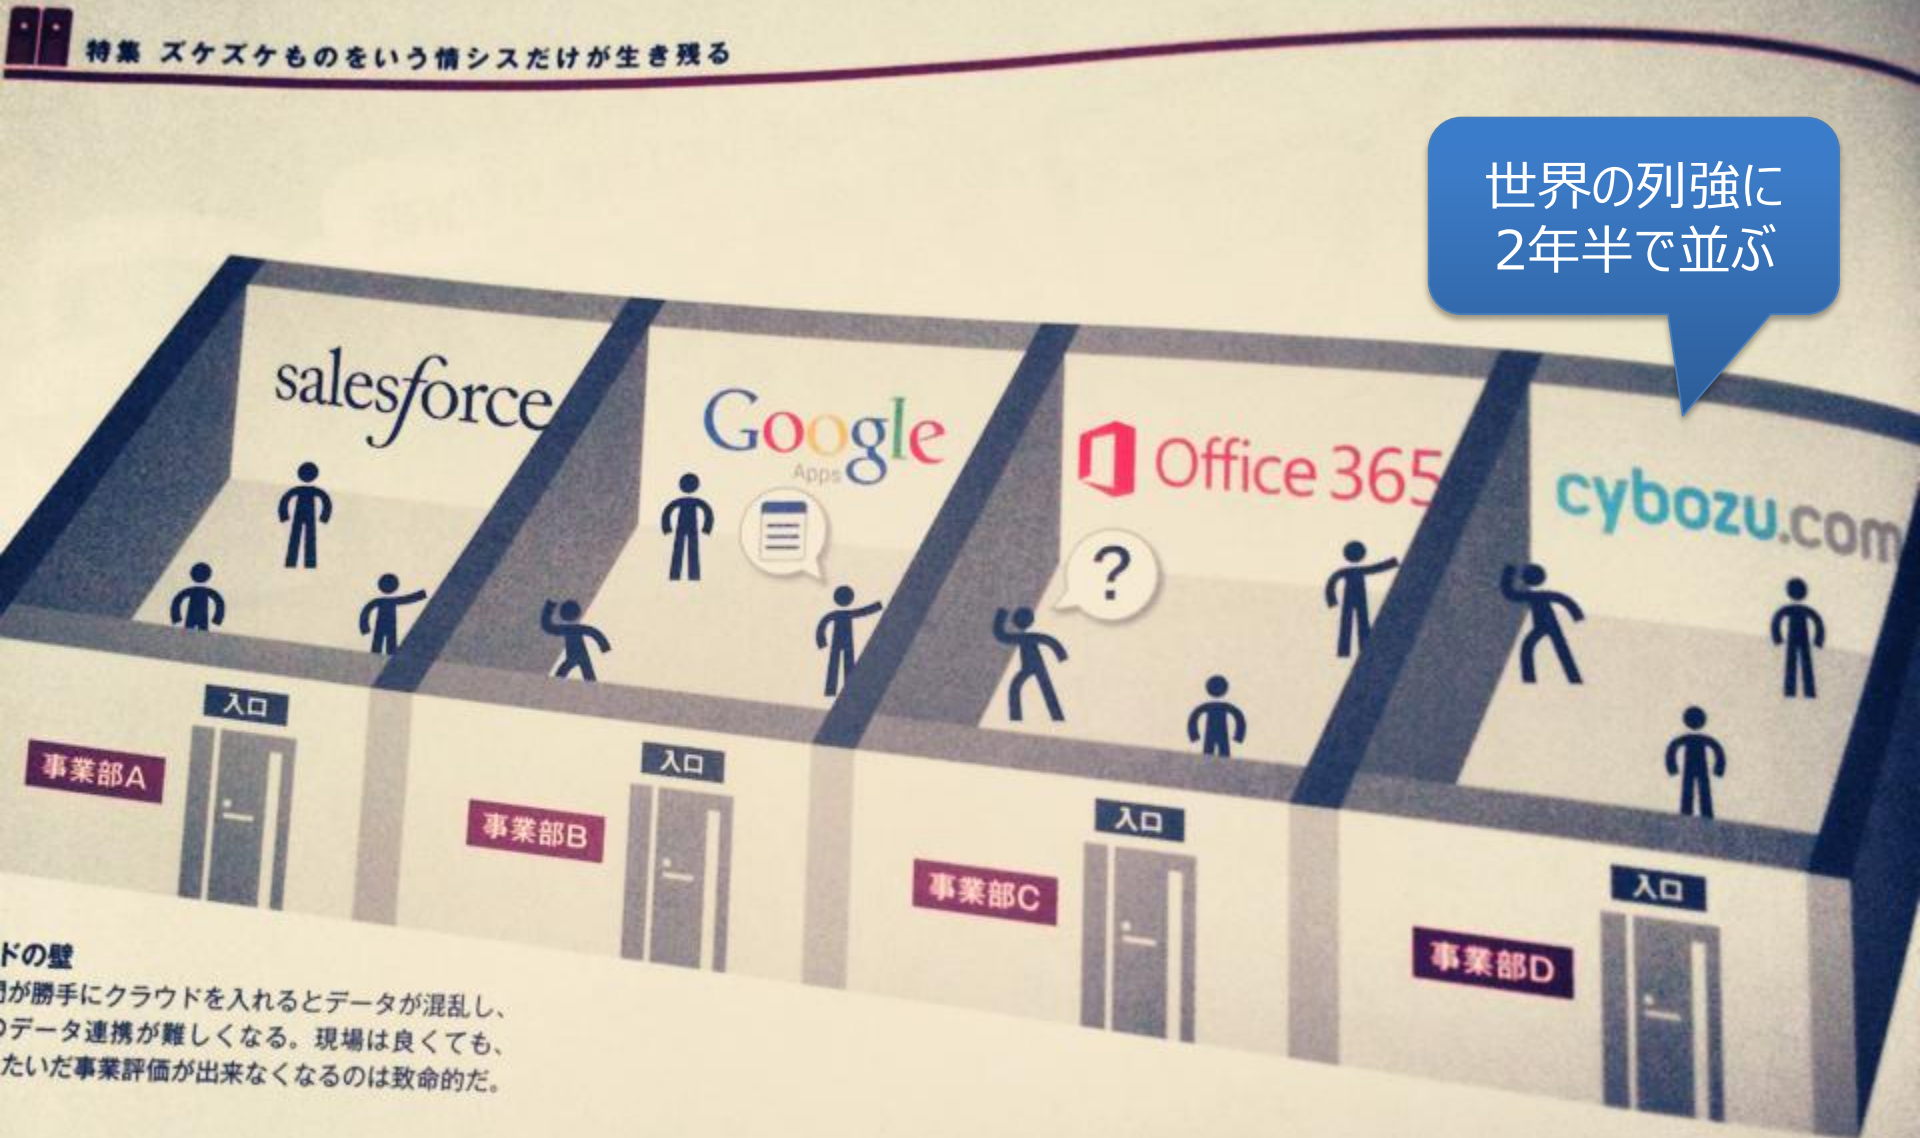 特集 ズケズケものをいう情シスだけが生き残る
世界の列強に
2年半で並ぶ
salesforce
Google
Apps
Office 365
cybozu.com
?
入口
事業部A
入口
事業部B
入口
事業部C
入口
事業部D
ドの壁
が勝手にクラウドを入れるとデータが混乱し、
データ連携が難しくなる。現場は良くても、
たいだ事業評価が出来なくなるのは致命的だ。